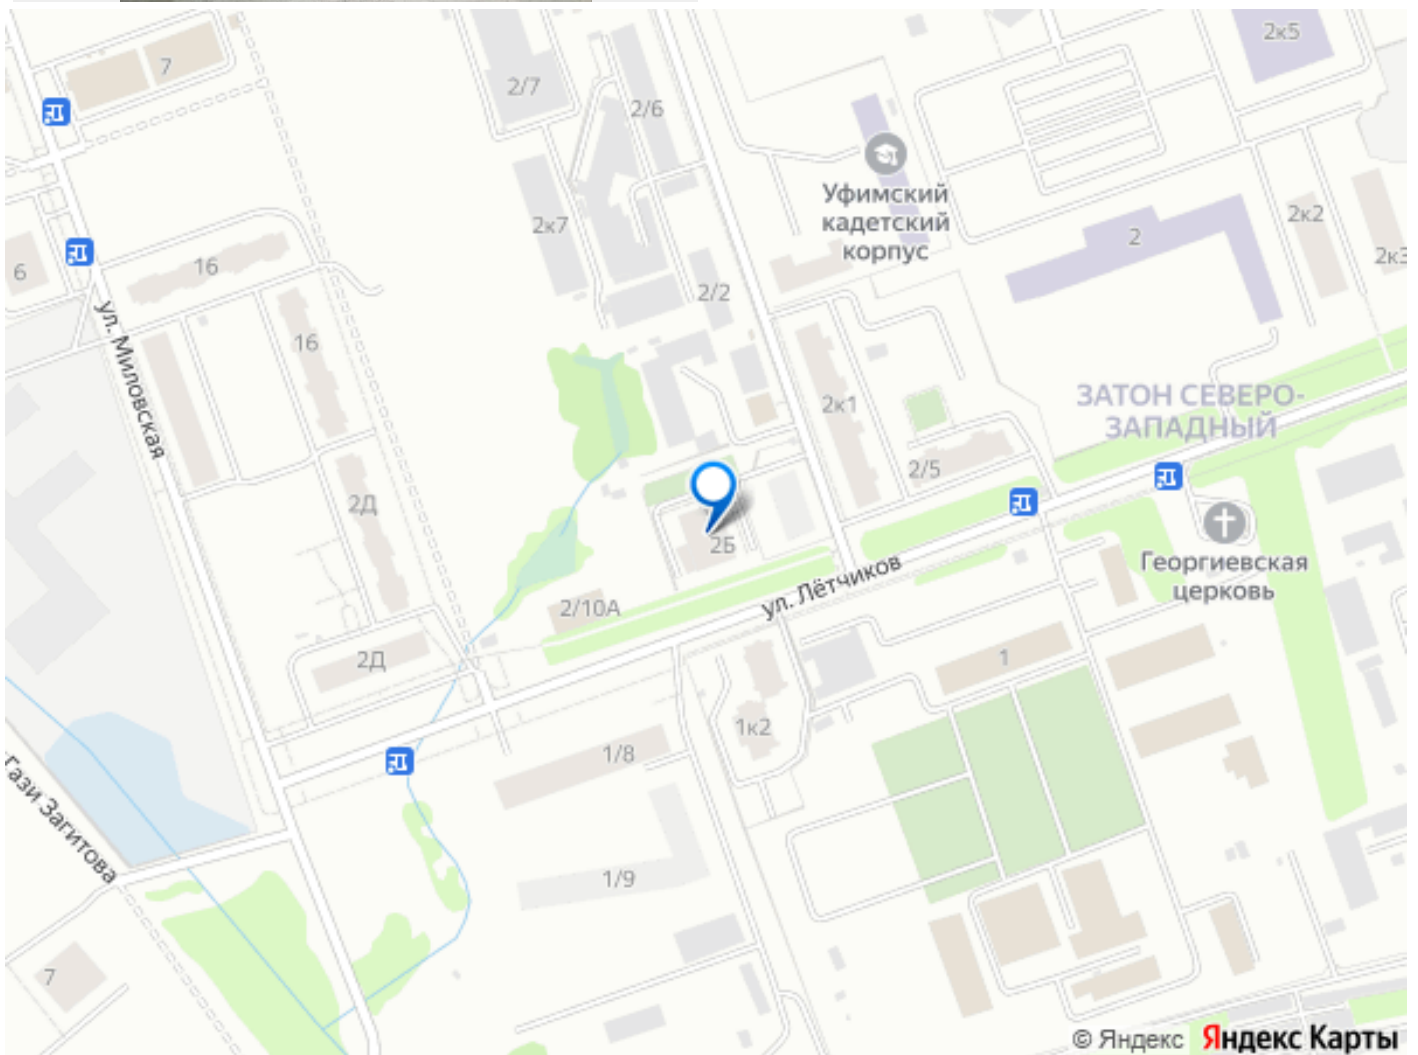 2к5
7
2/7
2/6
Уфимский
кадетский
корпус
2к7
2
2к2
2к3
6
16
2/2
16
ул. Миловская
2к1
ЗАТОН СЕВЕРО-
ЗАПАДНЫЙ
2/5
2Д
2Б
ул. Лётчиков
Георгиевская
церковь
2/10А
2Д
1
1к2
1/8
Гази Загитова
1/9
7
© Яндекс Яндекс Карты